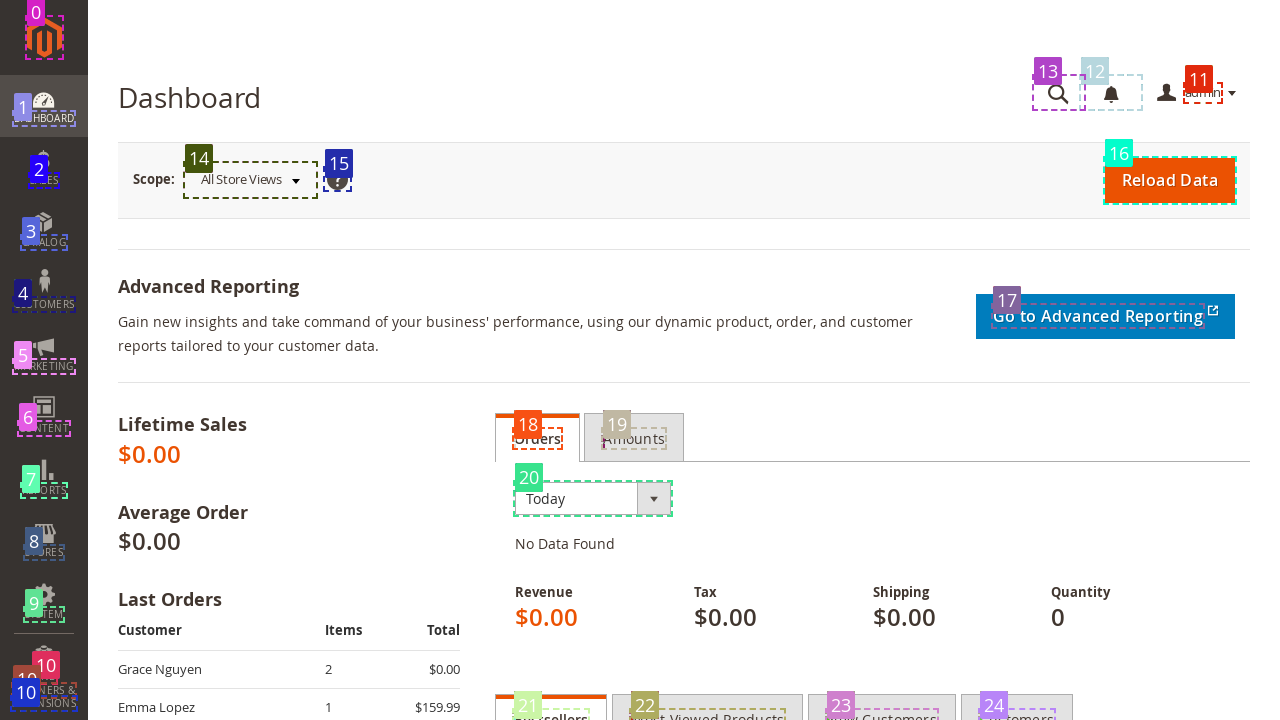 0
Dashboard
13
12
11
admin
1
DASHBOARD
14
15
16
Scope:
All Store Views
?
Reload Data
2
SALES
3
CATALOG
Advanced Reporting
Gain new insights and take command of your business' performance, using our dynamic product, order, and customer
reports tailored to your customer data.
17
Go to Advanced Reporting
4
CUSTOMERS
5
MARKETING
6
CONTENT
Lifetime Sales
$0.00
18
Orders
19
Amounts
7
REPORTS
20
Today
Average Order
$0.00
8
STORES
No Data Found
9
SYSTEM
Revenue
$0.00
Tax
$0.00
Shipping
$0.00
Quantity
0
Last Orders
Customer Items Total
Grace Nguyen 2 $0.00
Emma Lopez 1 $159.99
10
10
10
21
Bestsellers
22
Most Viewed Products
23
New Customers
24
Customers